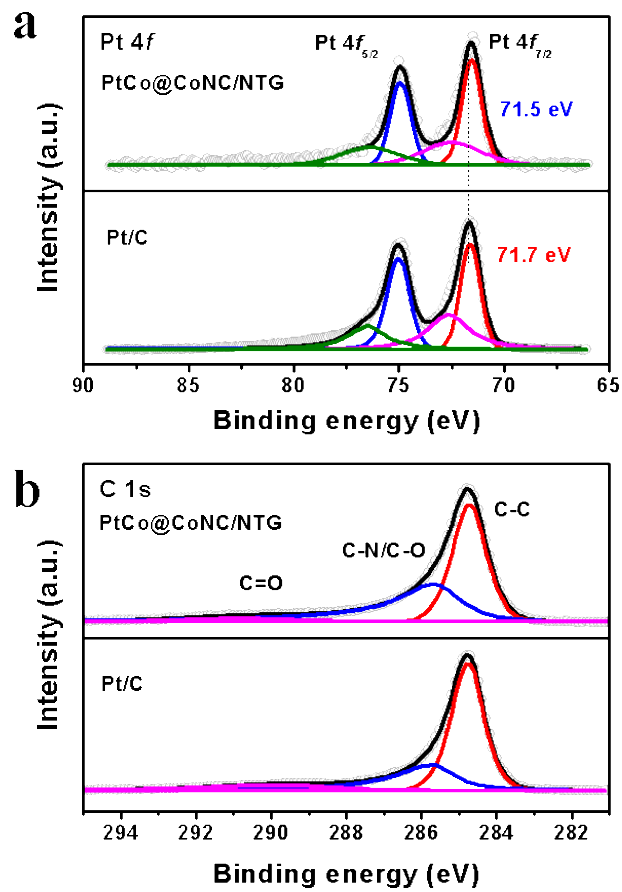 a
Pt 4f
Pt 4f5/2
Pt 4f7/2
PtCo@CoNC/NTG
71.5 eV
Pt/C
71.7 eV
Intensity (a.u.)
90 85 80 75 70 65
Binding energy (eV)
b
C 1s
PtCo@CoNC/NTG
C-C
C-N/C-O
C=O
Pt/C
Intensity (a.u.)
294 292 290 288 286 284 282
Binding energy (eV)